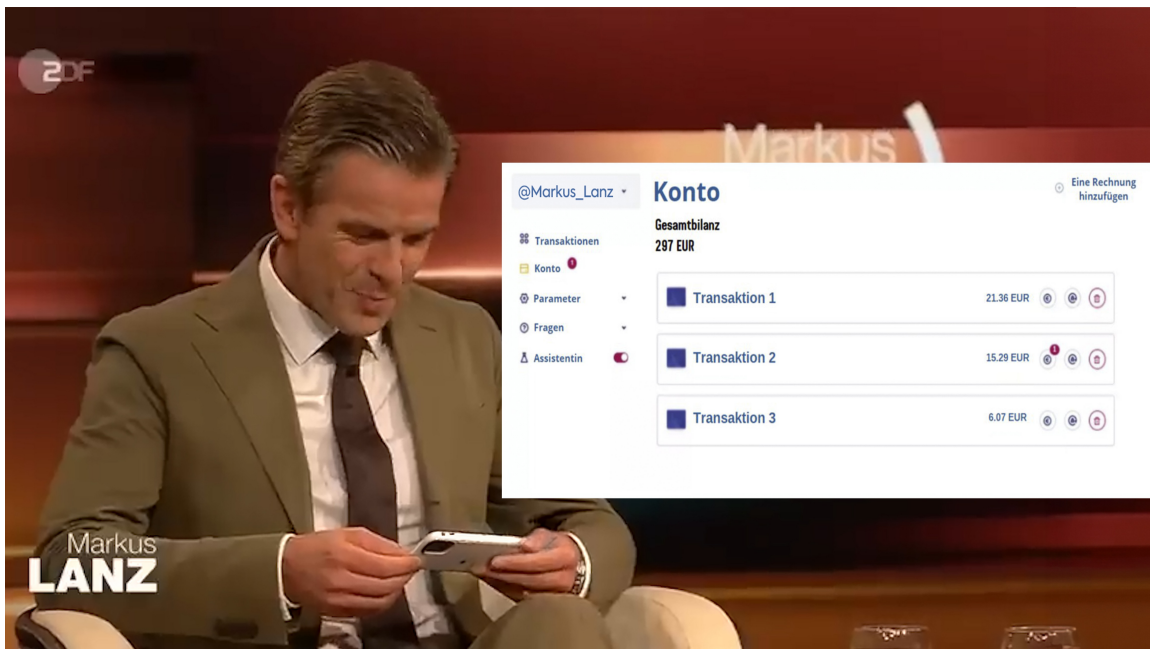 ZDF
Markus
@Markus_Lanz
Konto
Eine Rechnung
hinzufügen
Gesamtbilanz
297 EUR
Transaktionen
Konto
Parameter
Fragen
Assistentin
Transaktion 1
21.36 EUR
Transaktion 2
15.29 EUR
Transaktion 3
6.07 EUR
Markus
LANZ